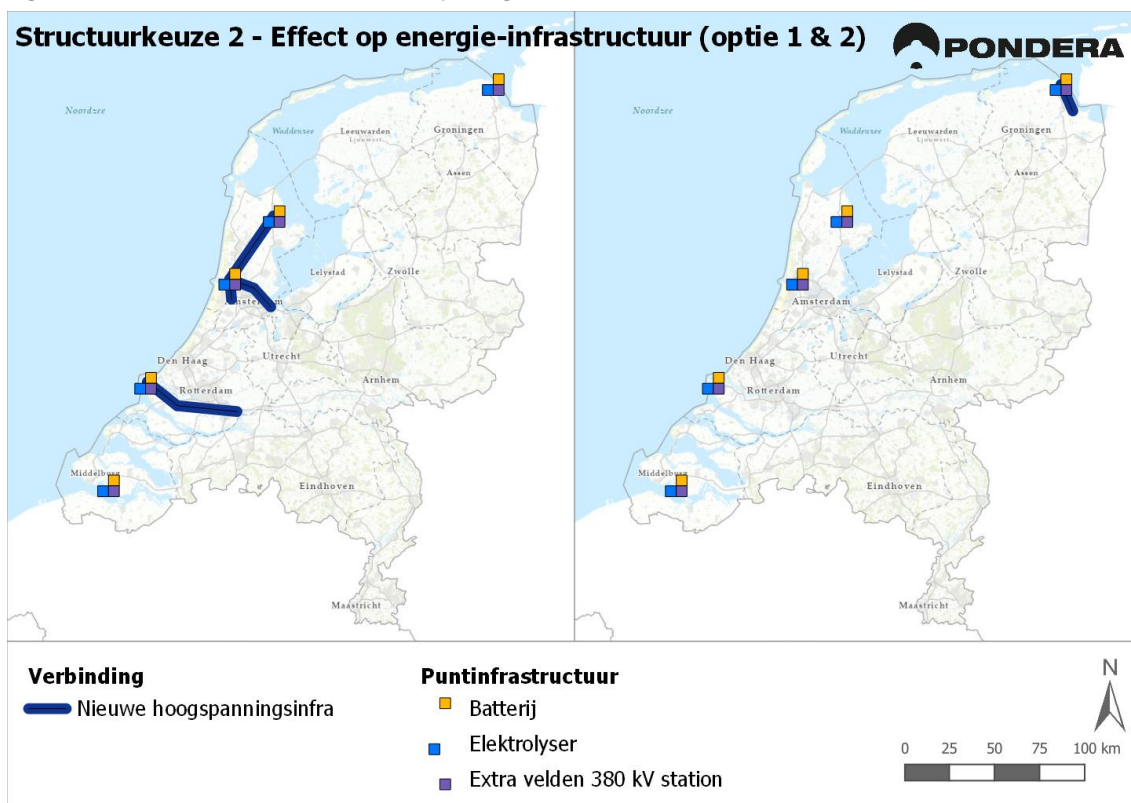 Structuurkeuze 2 - Effect op energie-infrastructuur (optie 1 & 2)
PONDERA
Noordzee
Waddenzee
Leeuwarden
Ljouwert
Groningen
Assen
Lelystad
Zwolle
Amsterdam
Den Haag
Utrecht
Arnhem
Rotterdam
Middelburg
Eindhoven
Maastricht
Noordzee
Waddenzee
Leeuwarden
Ljouwert
Groningen
Assen
Lelystad
Zwolle
Amsterdam
Den Haag
Utrecht
Arnhem
Rotterdam
Middelburg
Eindhoven
Maastricht
Verbinding
Nieuwe hoogspanningsinfra
Puntinfrastructuur
Batterij
Elektrolyser
Extra velden 380 kV station
N
0 25 50 75 100 km